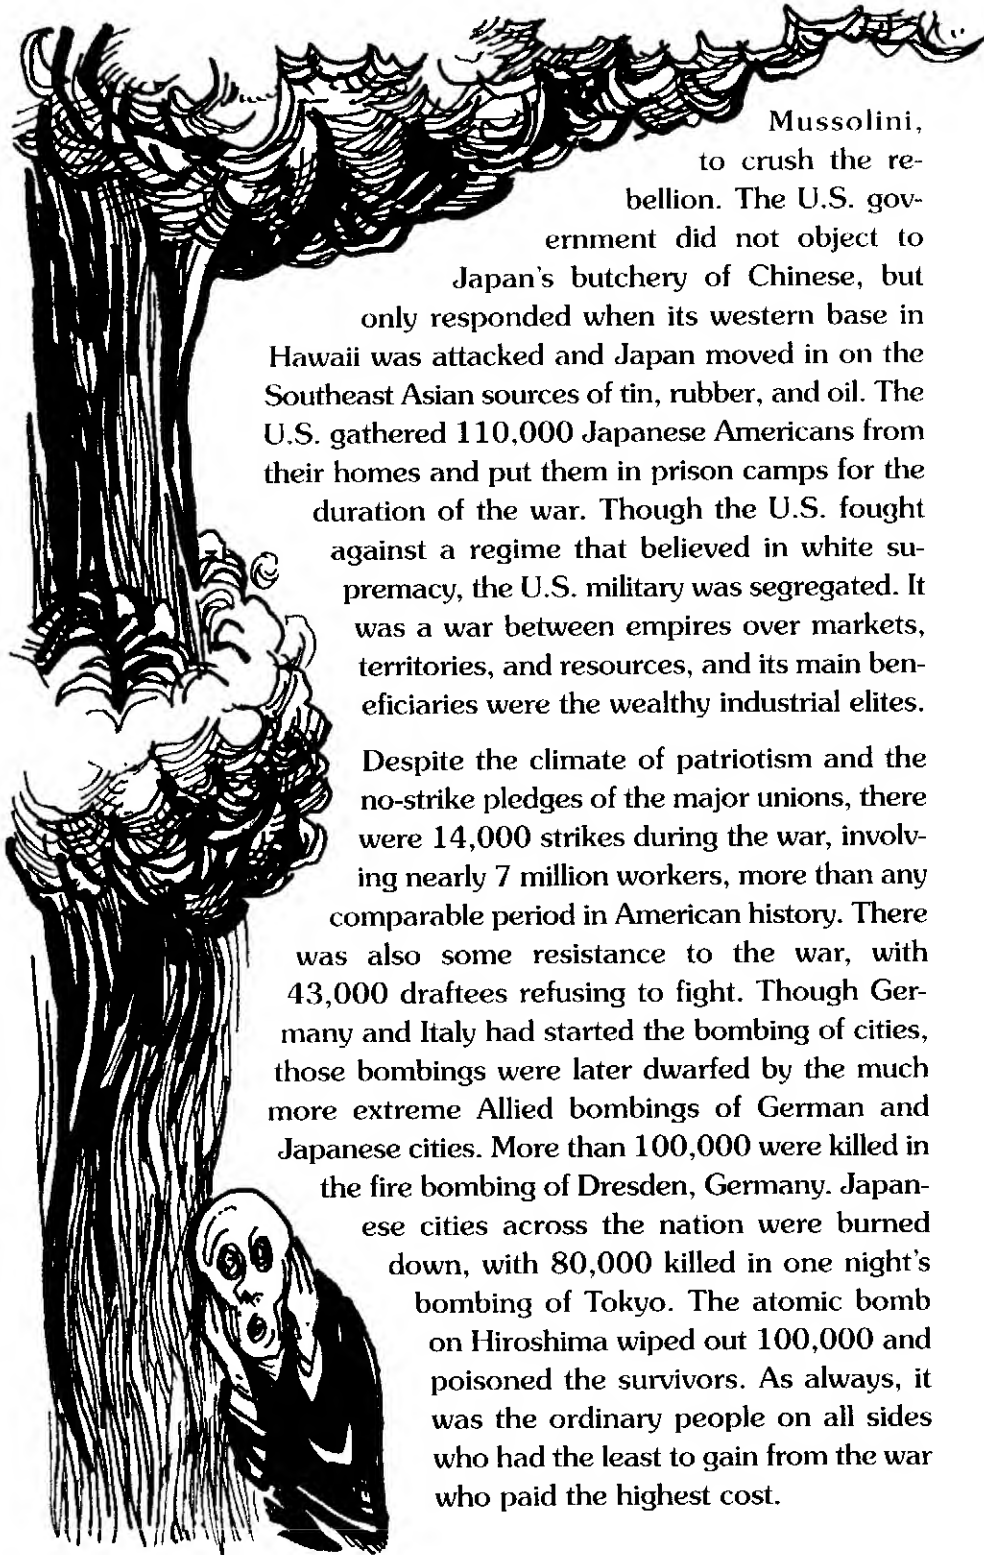 Mussolini,
to crush the re-
bellion. The U.S. gov-
ernment did not object to
Japan's butchery of Chinese, but
only responded when its western base in
Hawaii was attacked and Japan moved in on the
Southeast Asian sources of tin, rubber, and oil. The
U.S. gathered 110,000 Japanese Americans from
their homes and put them in prison camps for the
duration of the war. Though the U.S. fought
against a regime that believed in white su-
premacy, the U.S. military was segregated. It
was a war between empires over markets,
territories, and resources, and its main ben-
eficiaries were the wealthy industrial elites.
Despite the climate of patriotism and the
no-strike pledges of the major unions, there
were 14,000 strikes during the war, involv-
ing nearly 7 million workers, more than any
comparable period in American history. There
was also some resistance to the war, with
43,000 draftees refusing to fight. Though Ger-
many and Italy had started the bombing of cities,
those bombings were later dwarfed by the much
more extreme Allied bombings of German and
Japanese cities. More than 100,000 were killed in
the fire bombing of Dresden, Germany. Japan-
ese cities across the nation were burned
down, with 80,000 killed in one night's
bombing of Tokyo. The atomic bomb
on Hiroshima wiped out 100,000 and
poisoned the survivors. As always, it
was the ordinary people on all sides
who had the least to gain from the war
who paid the highest cost.